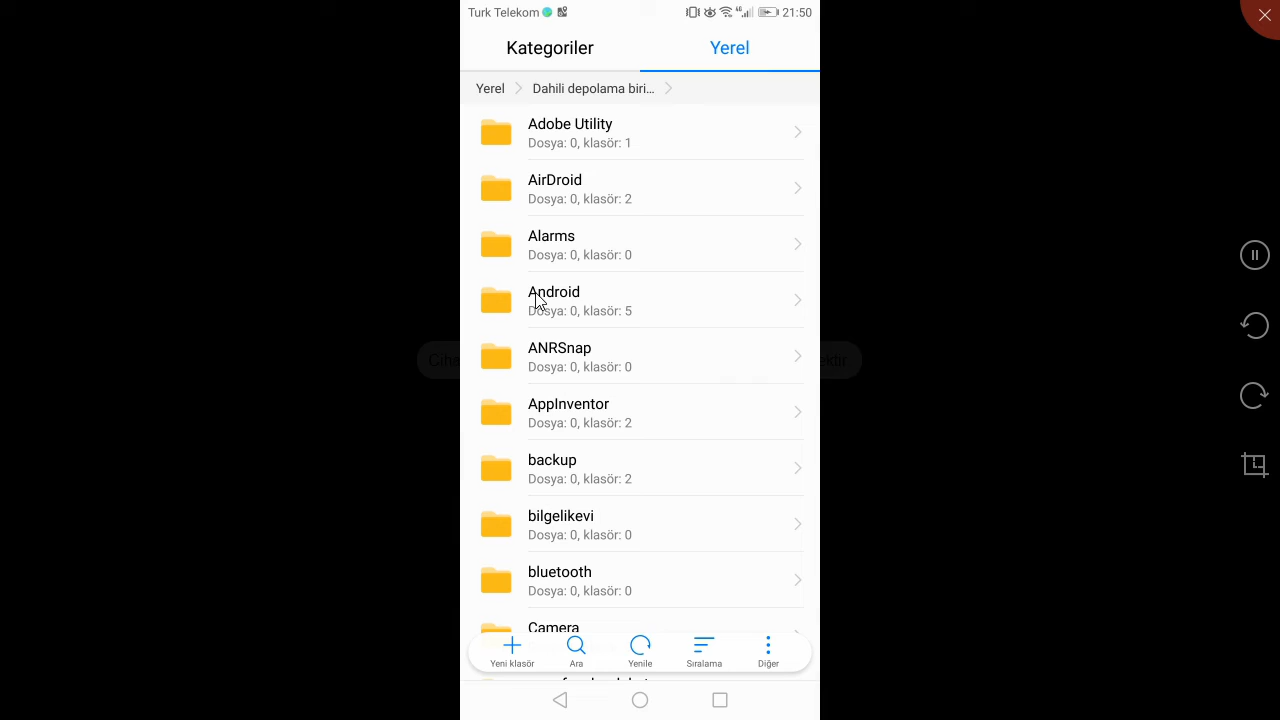 Turk Telekom 4G 21:50
Kategoriler Yerel
Yerel Dahili depolama biri...
Adobe Utility
Dosya: 0, klasör: 1
AirDroid
Dosya: 0, klasör: 2
Alarms
Dosya: 0, klasör: 0
Android
Dosya: 0, klasör: 5
ANRSnap
Dosya: 0, klasör: 0
AppInventor
Dosya: 0, klasör: 2
backup
Dosya: 0, klasör: 2
bilgelikevi
Dosya: 0, klasör: 0
bluetooth
Dosya: 0, klasör: 0
Camera
Yeni klasör Ara Yenile Sıralama Diğer